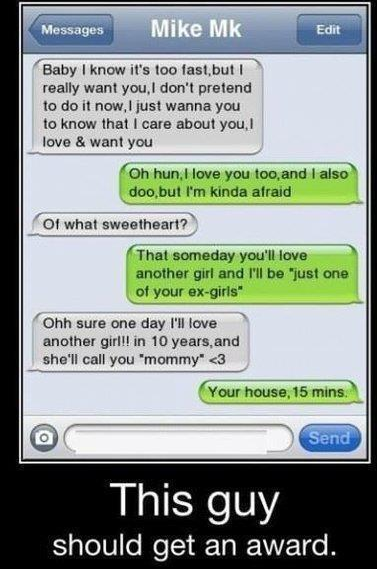 Messages Mike Mk Edit
Baby I know it's too fast,but I
really want you,I don't pretend
to do it now,I just wanna you
to know that I care about you,I
love & want you
Oh hun,I love you too,and I also
doo,but I'm kinda afraid
Of what sweetheart?
That someday you'll love
another girl and I'll be "just one
of your ex-girls"
Ohh sure one day I'll love
another girl!! in 10 years,and
she'll call you "mommy" <3
Your house,15 mins.
Send
This guy
should get an award.